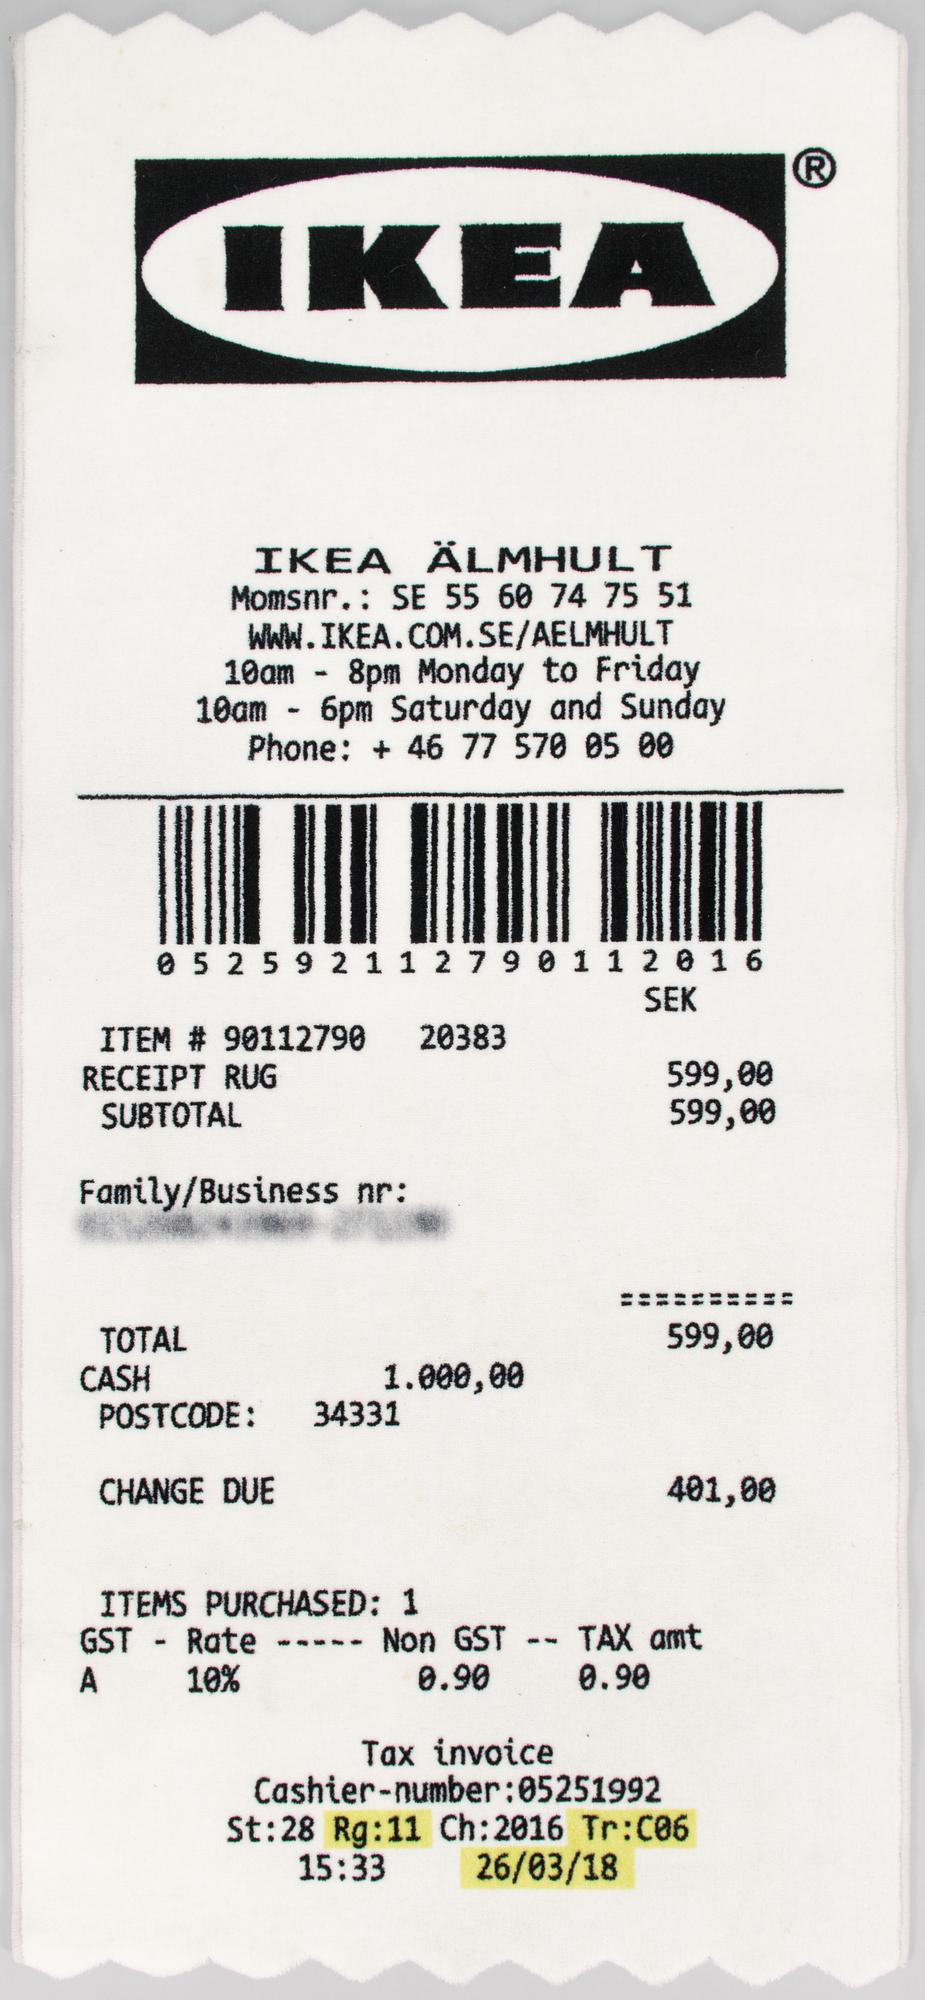 IKEA®
IKEA ÄLMHULT
Momsnr.: SE 55 60 74 75 51
WWW.IKEA.COM.SE/AELMHULT
10am - 8pm Monday to Friday
10am - 6pm Saturday and Sunday
Phone: + 46 77 570 05 00
0 5 2 5 9 2 1 1 2 7 9 0 1 1 2 0 1 6
SEK
ITEM # 90112790 20383
RECEIPT RUG 599,00
SUBTOTAL 599,00
Family/Business nr:
==========
TOTAL 599,00
CASH 1.000,00
POSTCODE: 34331
CHANGE DUE 401,00
ITEMS PURCHASED: 1
GST - Rate ----- Non GST -- TAX amt
A 10% 0.90 0.90
Tax invoice
Cashier-number:05251992
St:28 Rg:11 Ch:2016 Tr:C06
15:33 26/03/18